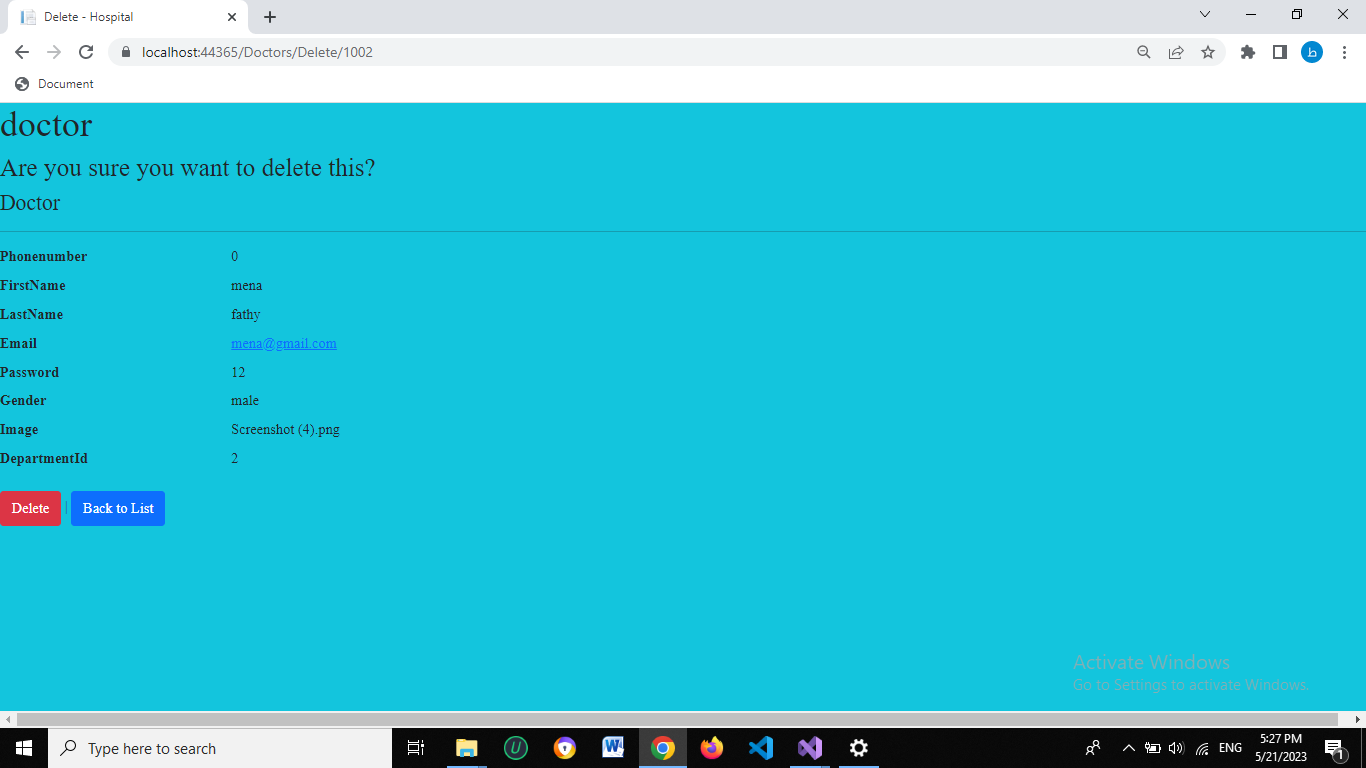 Delete - Hospital
localhost:44365/Doctors/Delete/1002
ط
Document
doctor
Are you sure you want to delete this?
Doctor
Phonenumber 0
FirstName mena
LastName fathy
Email mena@gmail.com
Password 12
Gender male
Image Screenshot (4).png
DepartmentId 2
Delete | Back to List
Activate Windows
Go to Settings to activate Windows.
Type here to search
ENG
5:27 PM
5/21/2023
1